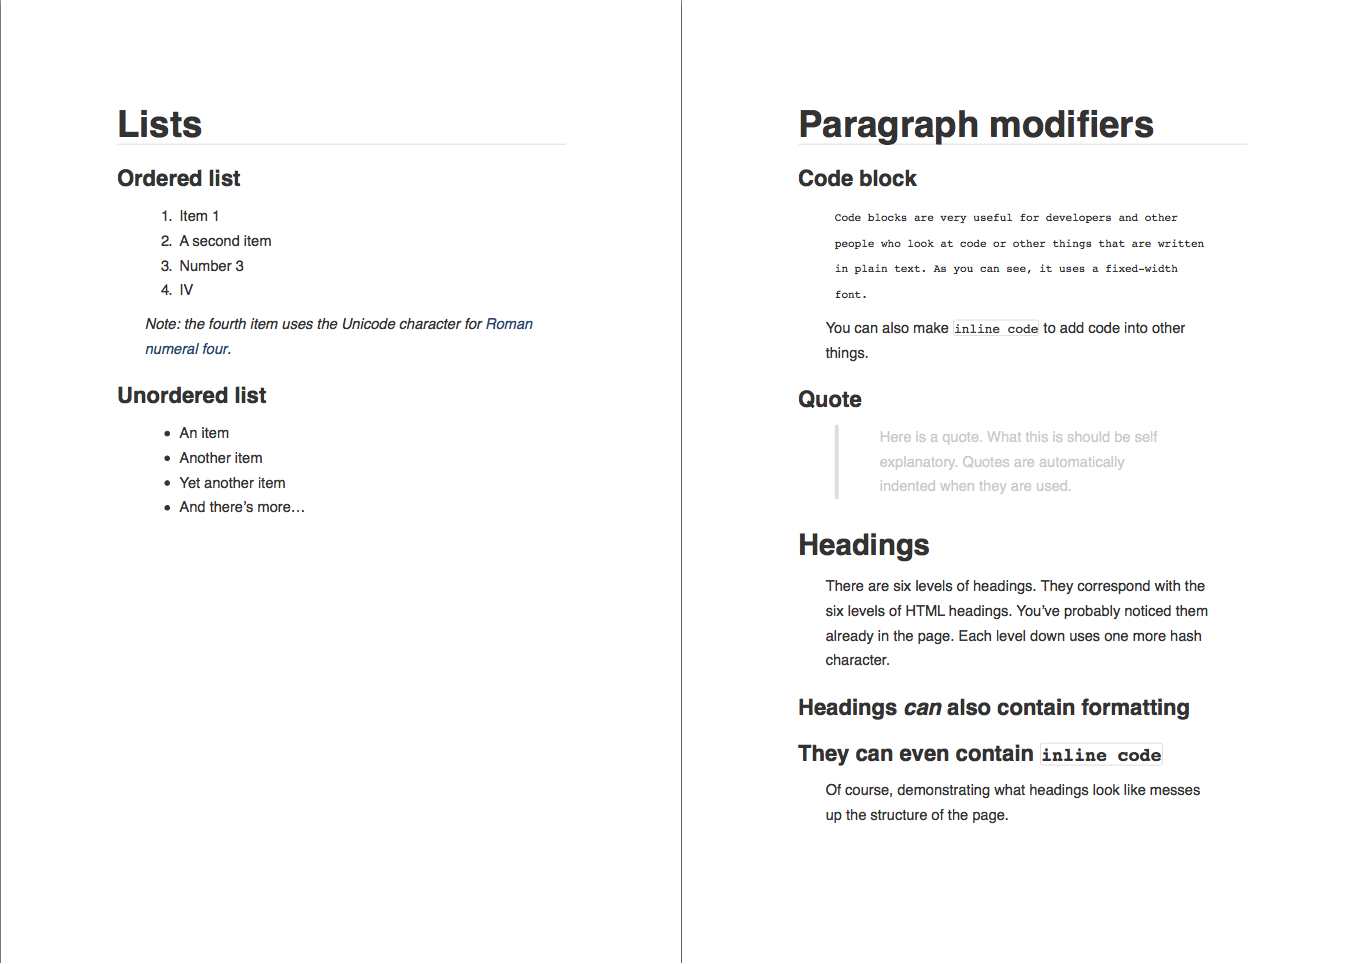 Lists
Ordered list
1. Item 1
2. A second item
3. Number 3
4. Ⅳ
Note: the fourth item uses the Unicode character for Roman
numeral four.
Unordered list
• An item
• Another item
• Yet another item
• And there’s more…
Paragraph modifiers
Code block
Code blocks are very useful for developers and other
people who look at code or other things that are written
in plain text. As you can see, it uses a fixed-width
font.
You can also make inline code to add code into other
things.
Quote
Here is a quote. What this is should be self
explanatory. Quotes are automatically
indented when they are used.
Headings
There are six levels of headings. They correspond with the
six levels of HTML headings. You’ve probably noticed them
already in the page. Each level down uses one more hash
character.
Headings can also contain formatting
They can even contain inline code
Of course, demonstrating what headings look like messes
up the structure of the page.